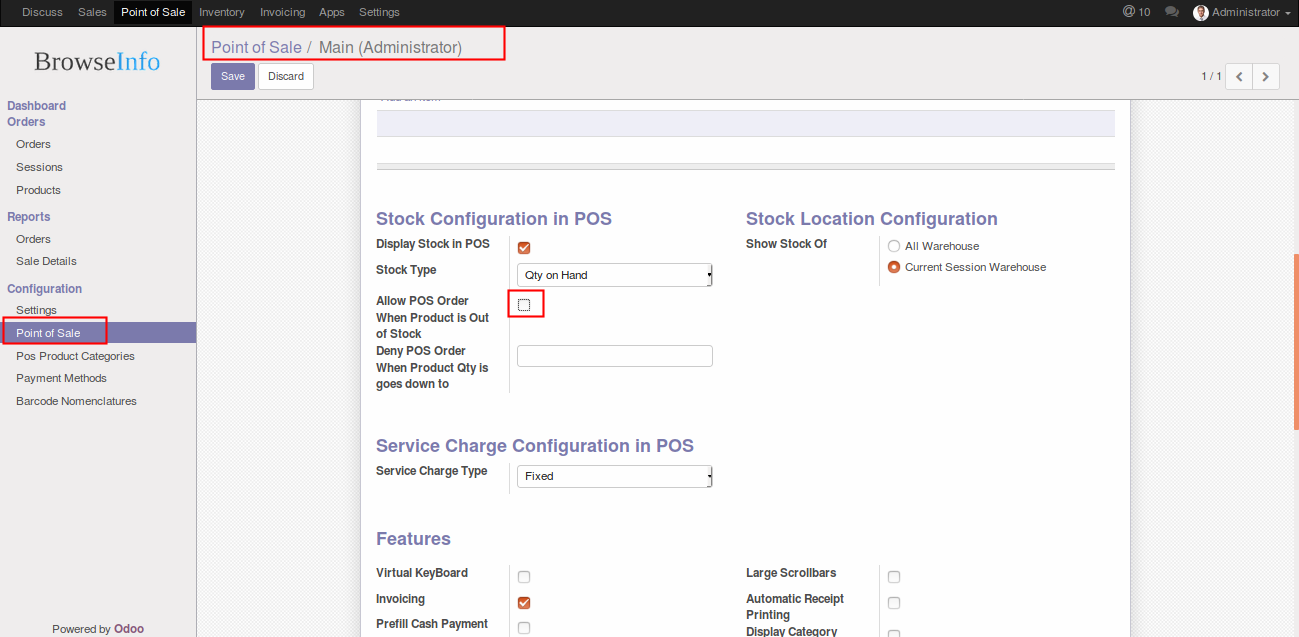 Discuss Sales Point of Sale Inventory Invoicing Apps Settings
@ 10 Administrator
BrowseInfo
Point of Sale / Main (Administrator)
Save Discard
1 / 1
Dashboard
Orders
Orders
Sessions
Products
Reports
Orders
Sale Details
Configuration
Settings
Point of Sale
Pos Product Categories
Payment Methods
Barcode Nomenclatures
Powered by Odoo
Stock Configuration in POS
Display Stock in POS
Stock Type
Qty on Hand
Allow POS Order
When Product is Out
of Stock
Deny POS Order
When Product Qty is
goes down to
Stock Location Configuration
Show Stock Of
All Warehouse
Current Session Warehouse
Service Charge Configuration in POS
Service Charge Type
Fixed
Features
Virtual KeyBoard
Invoicing
Prefill Cash Payment
Large Scrollbars
Automatic Receipt
Printing
Display Category